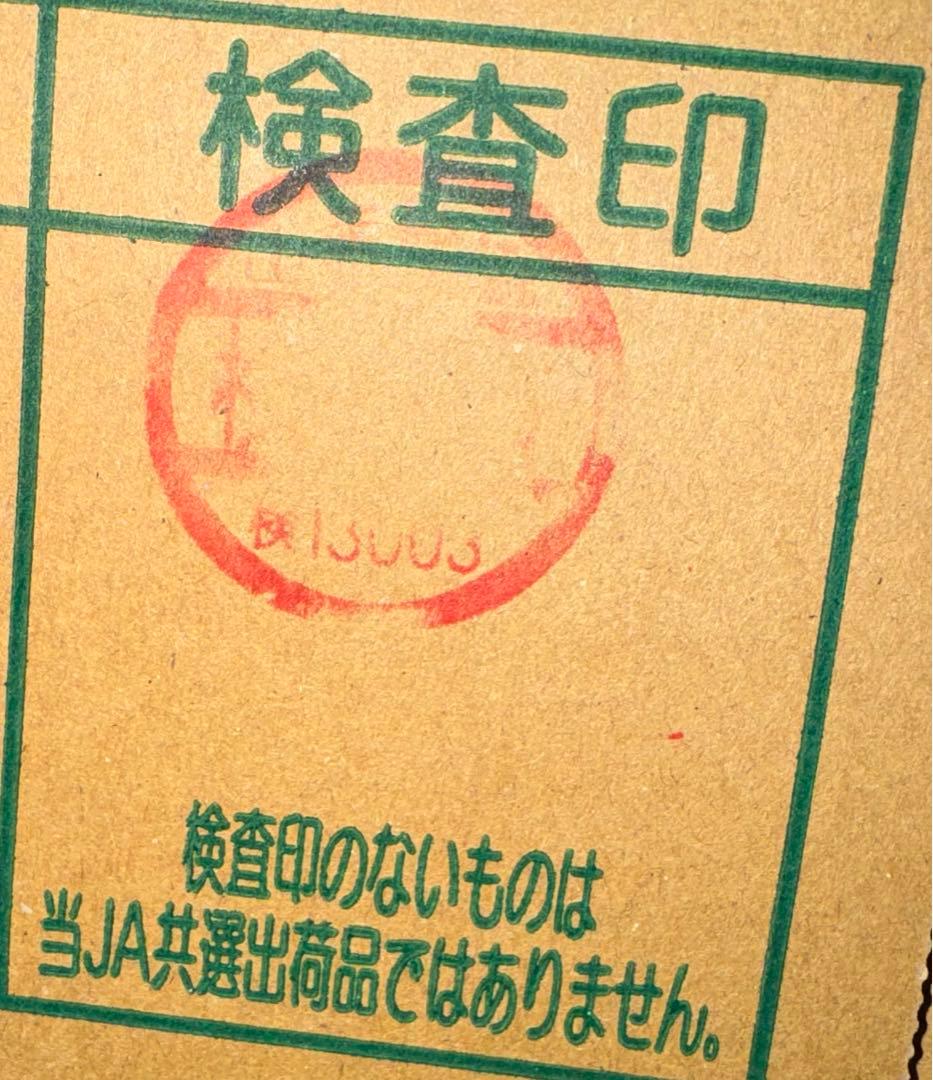 検査印
検査印のないものは
当JA共選出荷品ではありません。